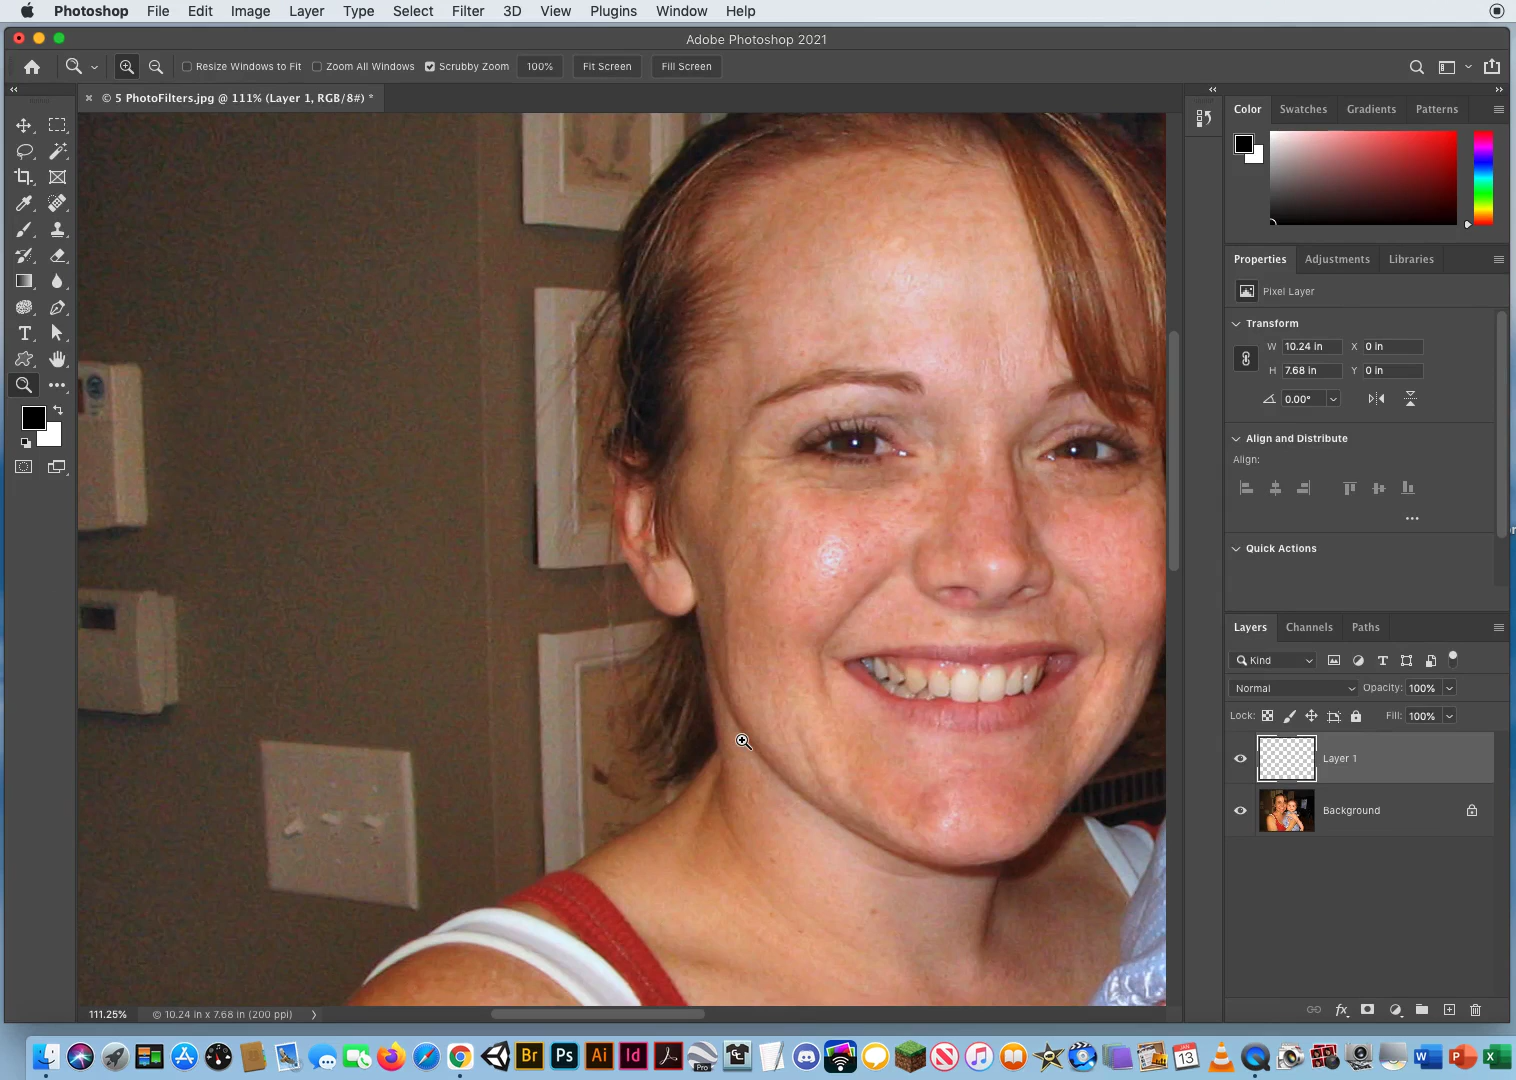 Photoshop File Edit Image Layer Type Select Filter 3D View Plugins Window Help
Adobe Photoshop 2021
Resize Windows to Fit Zoom All Windows Scrubby Zoom 100% Fit Screen Fill Screen
© 5 PhotoFilters.jpg @ 111% (Layer 1, RGB/8#) *
Color Swatches Gradients Patterns
Properties Adjustments Libraries
Pixel Layer
Transform
W 10.24 in X 0 in
H 7.68 in Y 0 in
0.00°
Align and Distribute
Align:
Quick Actions
Layers Channels Paths
Kind
Normal Opacity: 100%
Lock: Fill: 100%
Layer 1
Background
fx
111.25% © 10.24 in x 7.68 in (200 ppi)
Br Ps Ai Id Pro JAN 13 W P X